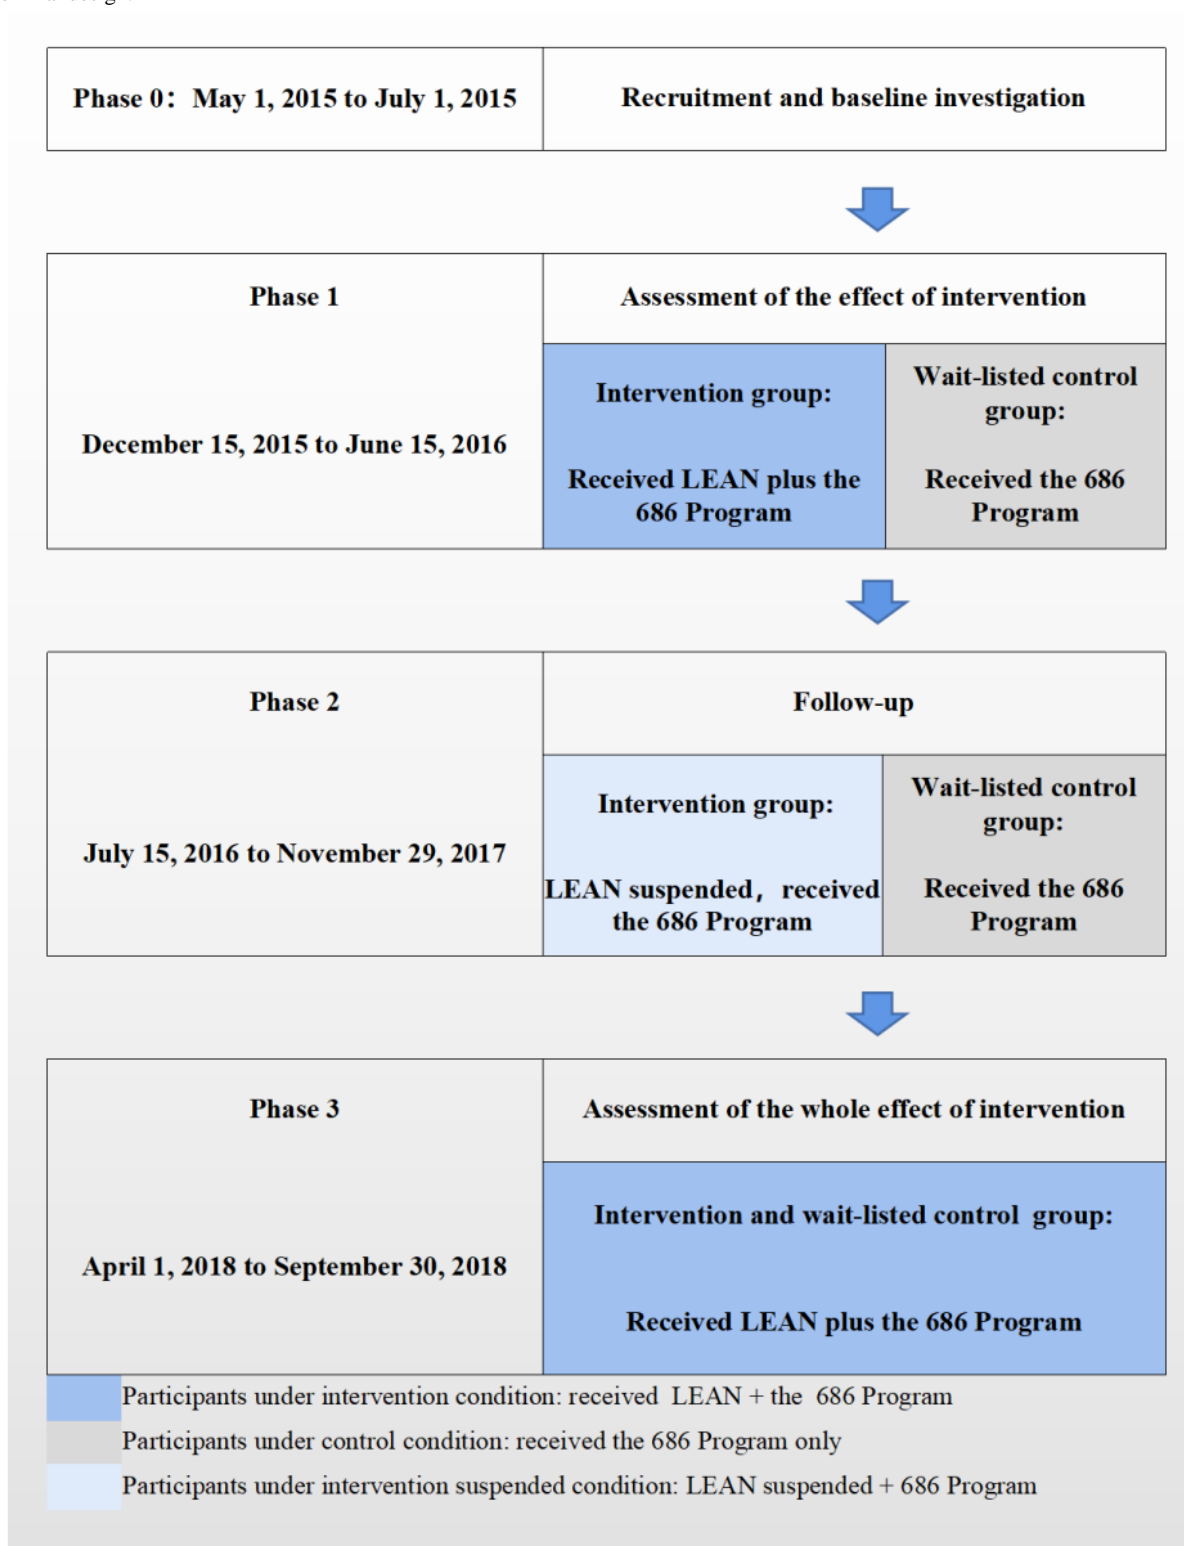 Phase 0：May 1, 2015 to July 1, 2015
Recruitment and baseline investigation
Phase 1
December 15, 2015 to June 15, 2016
Assessment of the effect of intervention
Intervention group:
Received LEAN plus the
686 Program
Wait-listed control
group:
Received the 686
Program
Phase 2
July 15, 2016 to November 29, 2017
Follow-up
Intervention group:
LEAN suspended，received
the 686 Program
Wait-listed control
group:
Received the 686
Program
Phase 3
April 1, 2018 to September 30, 2018
Assessment of the whole effect of intervention
Intervention and wait-listed control group:
Received LEAN plus the 686 Program
Participants under intervention condition: received LEAN + the 686 Program
Participants under control condition: received the 686 Program only
Participants under intervention suspended condition: LEAN suspended + 686 Program